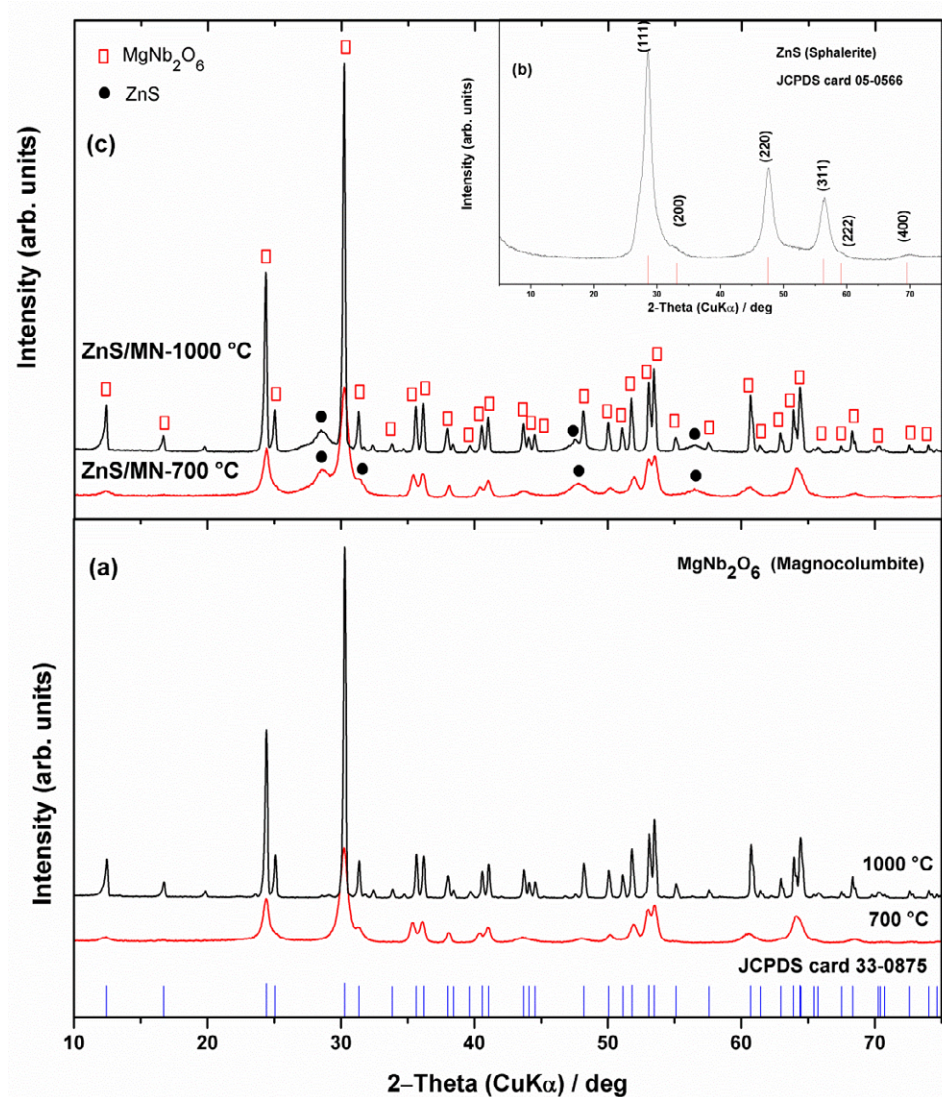 MgNb2O6
ZnS
(c)
Intensity (arb. units)
ZnS/MN-1000 °C
ZnS/MN-700 °C
(b)
ZnS (Sphalerite)
JCPDS card 05-0566
Intensity (arb. units)
(111)
(200)
(220)
(311)
(222)
(400)
10 20 30 40 50 60 70
2-Theta (CuKα) / deg
(a)
MgNb2O6 (Magnocolumbite)
Intensity (arb. units)
1000 °C
700 °C
JCPDS card 33-0875
10 20 30 40 50 60 70
2–Theta (CuKα) / deg